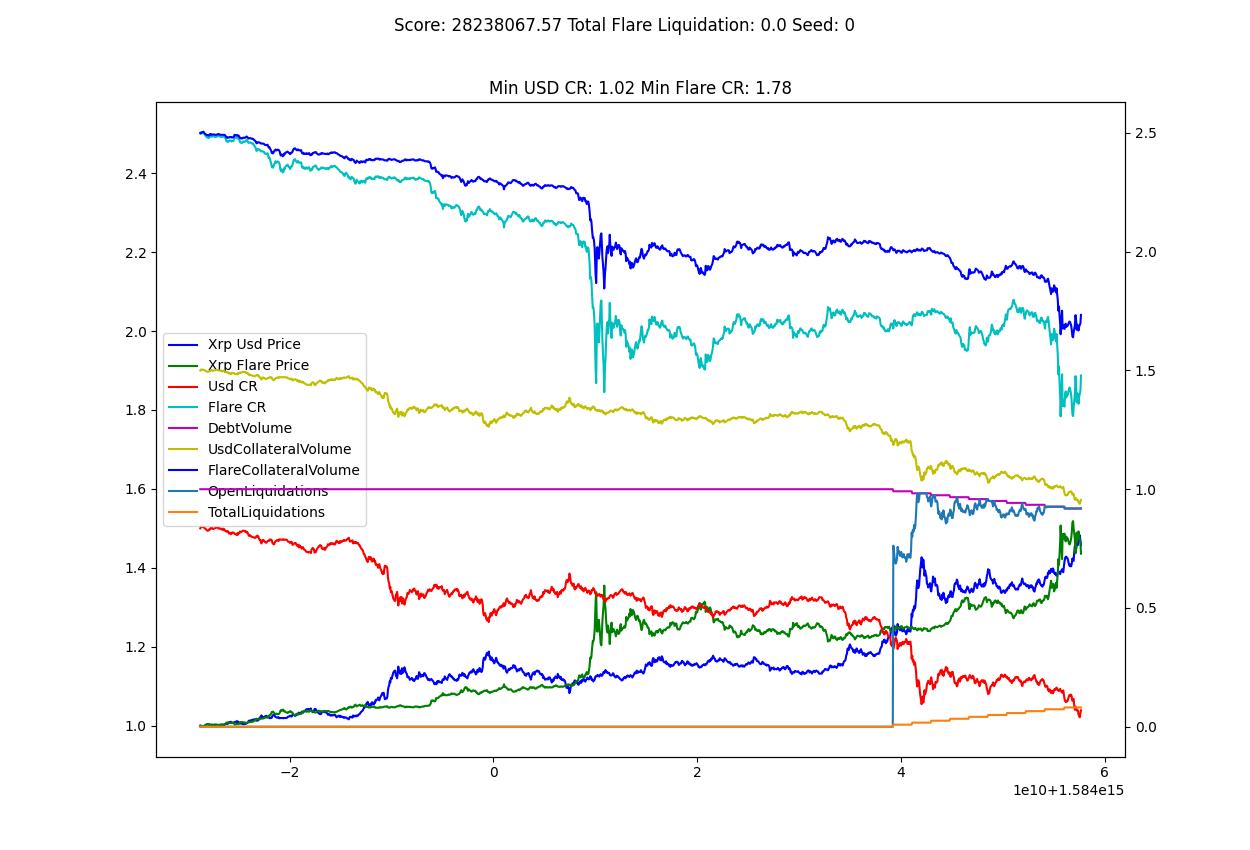 Score: 28238067.57 Total Flare Liquidation: 0.0 Seed: 0
Min USD CR: 1.02 Min Flare CR: 1.78
2.4
2.2
2.0
1.8
1.6
1.4
1.2
1.0
Xrp Usd Price
Xrp Flare Price
Usd CR
Flare CR
DebtVolume
UsdCollateralVolume
FlareCollateralVolume
OpenLiquidations
TotalLiquidations
2.5
2.0
1.5
1.0
0.5
0.0
−2
0
2
4
6
1e10+1.584e15